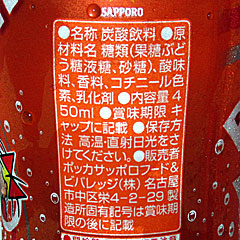 SAPPORO
●名称 炭酸飲料 ●原
材料名 糖類(果糖ぶど
う糖液糖、砂糖)、酸味
料、香料、コチニール色
素、乳化剤 ●内容量 4
50ml ●賞味期限 キ
ャップに記載 ●保存方
法 高温・直射日光をさ
けてください。●販売者
ポッカサッポロフード&
ビバレッジ(株) 名古屋
市中区栄4-2-29 製
造所固有記号は賞味期
限の後に記載